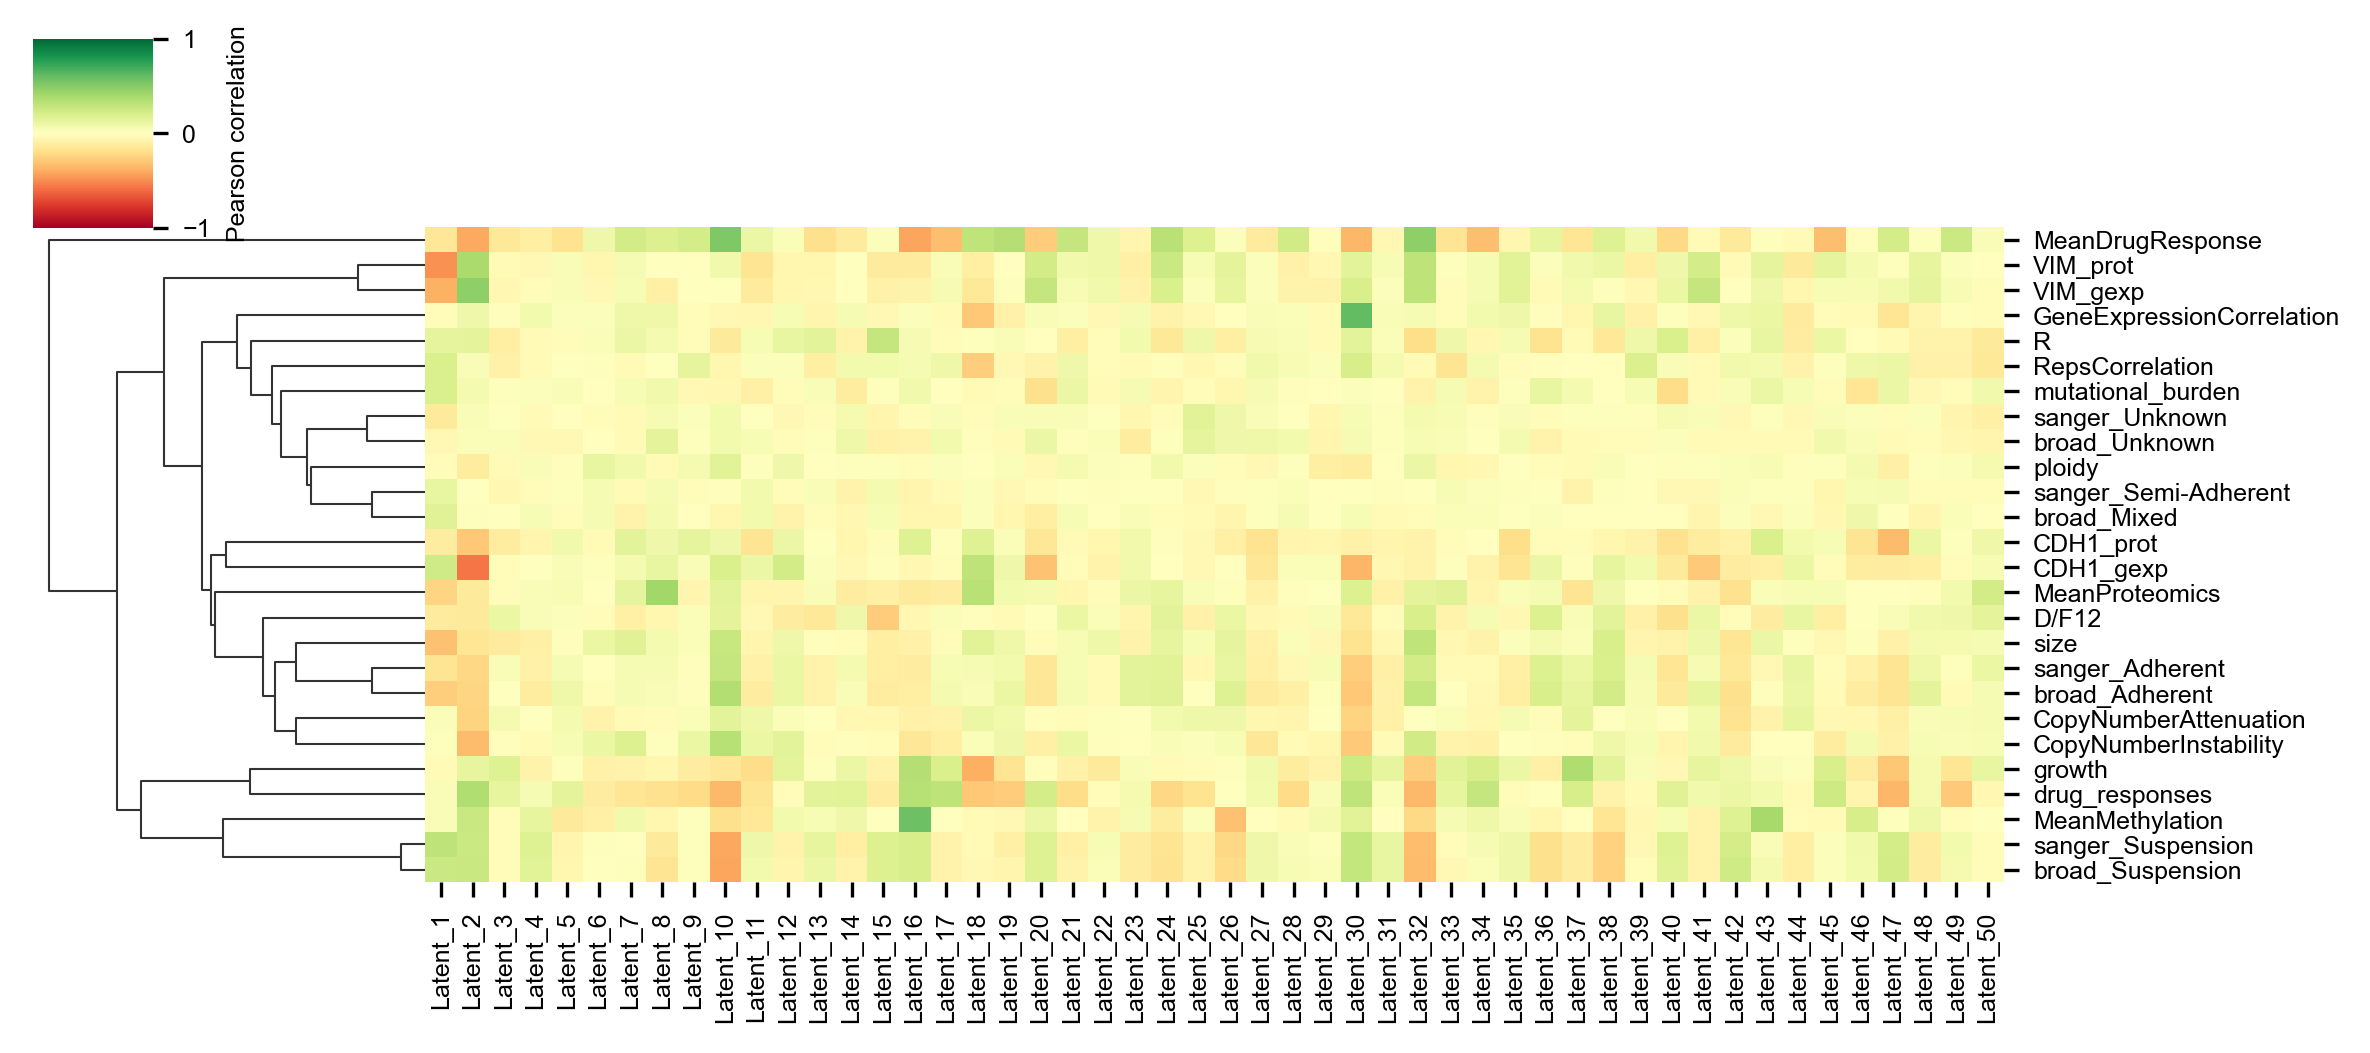 1
0
−1
Pearson correlation
MeanDrugResponse
VIM_prot
VIM_gexp
GeneExpressionCorrelation
R
RepsCorrelation
mutational_burden
sanger_Unknown
broad_Unknown
ploidy
sanger_Semi-Adherent
broad_Mixed
CDH1_prot
CDH1_gexp
MeanProteomics
D/F12
size
sanger_Adherent
broad_Adherent
CopyNumberAttenuation
CopyNumberInstability
growth
drug_responses
MeanMethylation
sanger_Suspension
broad_Suspension
Latent_1
Latent_2
Latent_3
Latent_4
Latent_5
Latent_6
Latent_7
Latent_8
Latent_9
Latent_10
Latent_11
Latent_12
Latent_13
Latent_14
Latent_15
Latent_16
Latent_17
Latent_18
Latent_19
Latent_20
Latent_21
Latent_22
Latent_23
Latent_24
Latent_25
Latent_26
Latent_27
Latent_28
Latent_29
Latent_30
Latent_31
Latent_32
Latent_33
Latent_34
Latent_35
Latent_36
Latent_37
Latent_38
Latent_39
Latent_40
Latent_41
Latent_42
Latent_43
Latent_44
Latent_45
Latent_46
Latent_47
Latent_48
Latent_49
Latent_50